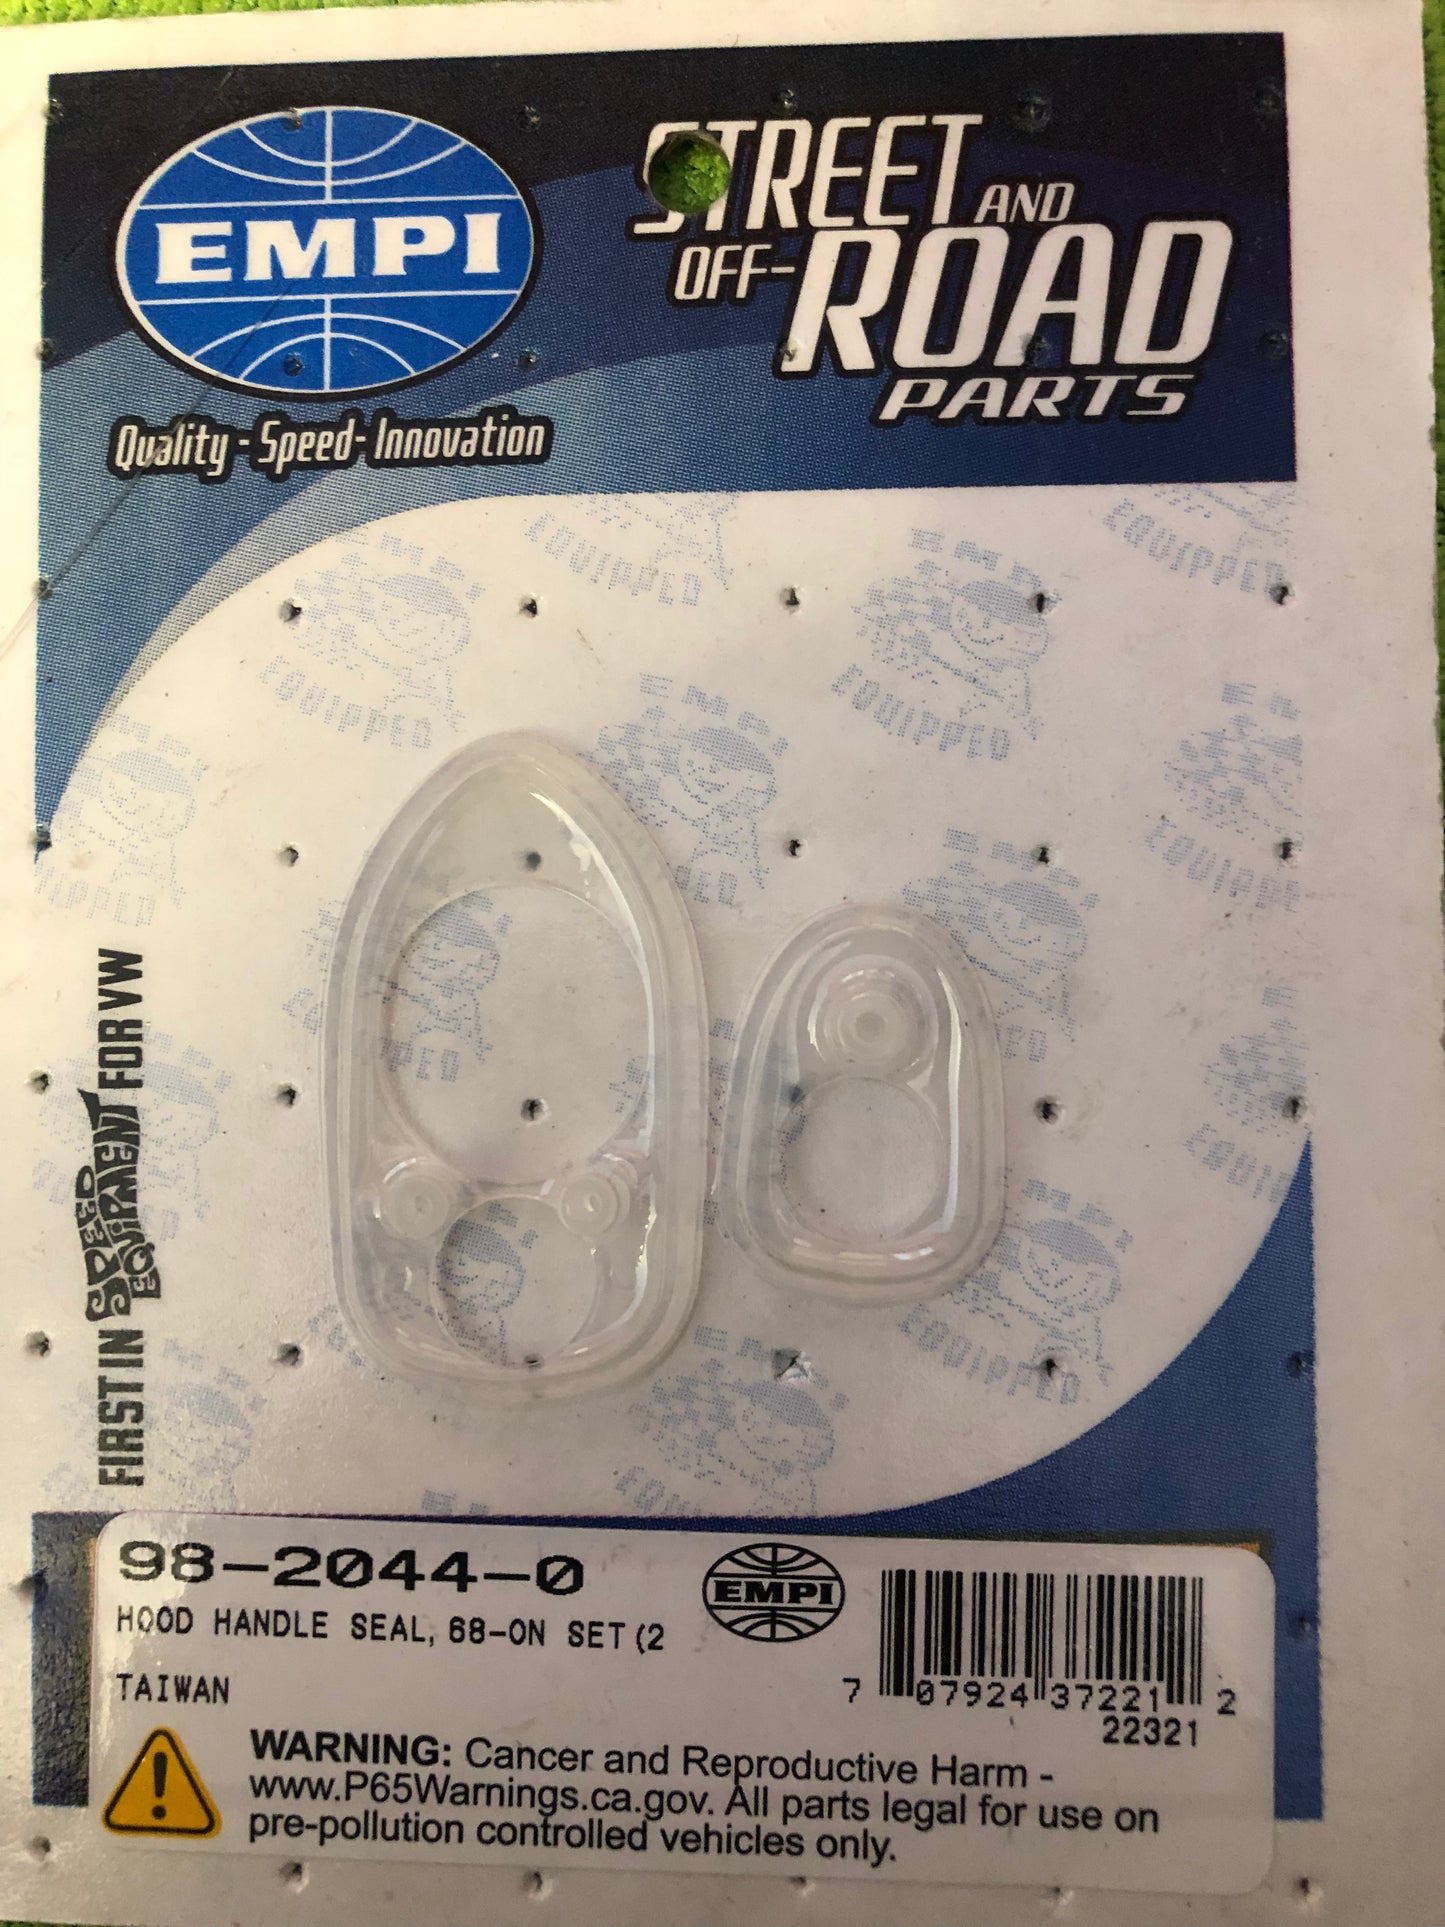 EMPI
Quality - Speed - Innovation
STREET AND
OFF-ROAD
PARTS
EMPI
EQUIPPED
FIRST IN SPEED EQUIPMENT FOR VW
98-2044-0
HOOD HANDLE SEAL, 68-ON SET (2
TAIWAN
EMPI
7 07924 37221 2
22321
WARNING: Cancer and Reproductive Harm -
www.P65Warnings.ca.gov. All parts legal for use on
pre-pollution controlled vehicles only.